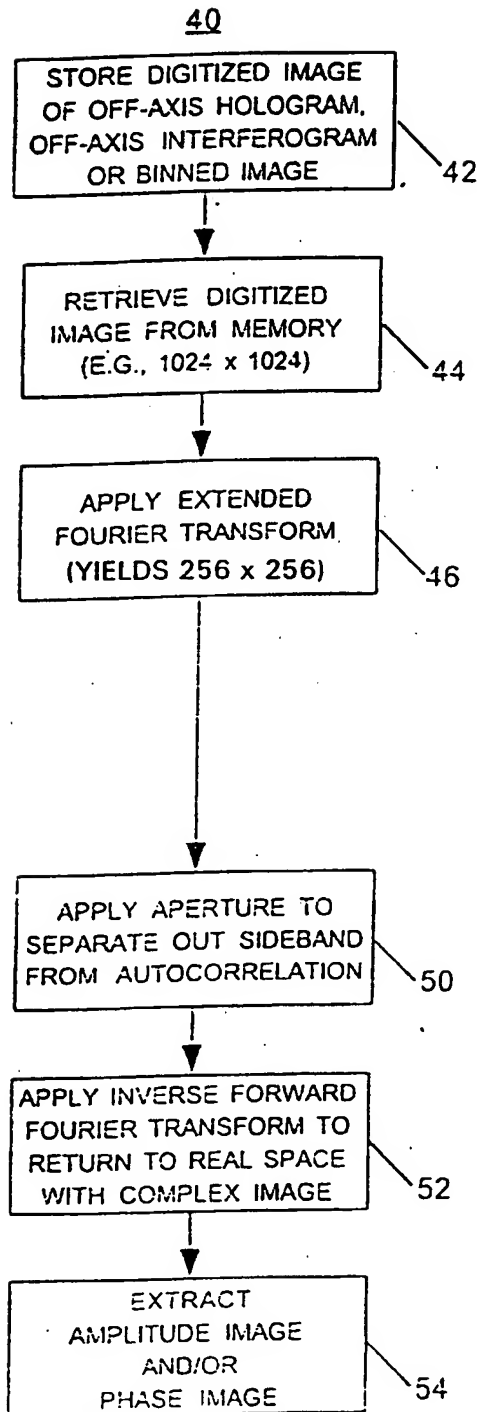 40
STORE DIGITIZED IMAGE
OF OFF-AXIS HOLOGRAM,
OFF-AXIS INTERFEROGRAM
OR BINNED IMAGE
42
RETRIEVE DIGITIZED
IMAGE FROM MEMORY
(E.G., 1024 x 1024)
44
APPLY EXTENDED
FOURIER TRANSFORM
(YIELDS 256 x 256)
46
APPLY APERTURE TO
SEPARATE OUT SIDEBAND
FROM AUTOCORRELATION
50
APPLY INVERSE FORWARD
FOURIER TRANSFORM TO
RETURN TO REAL SPACE
WITH COMPLEX IMAGE
52
EXTRACT
AMPLITUDE IMAGE
AND/OR
PHASE IMAGE
54